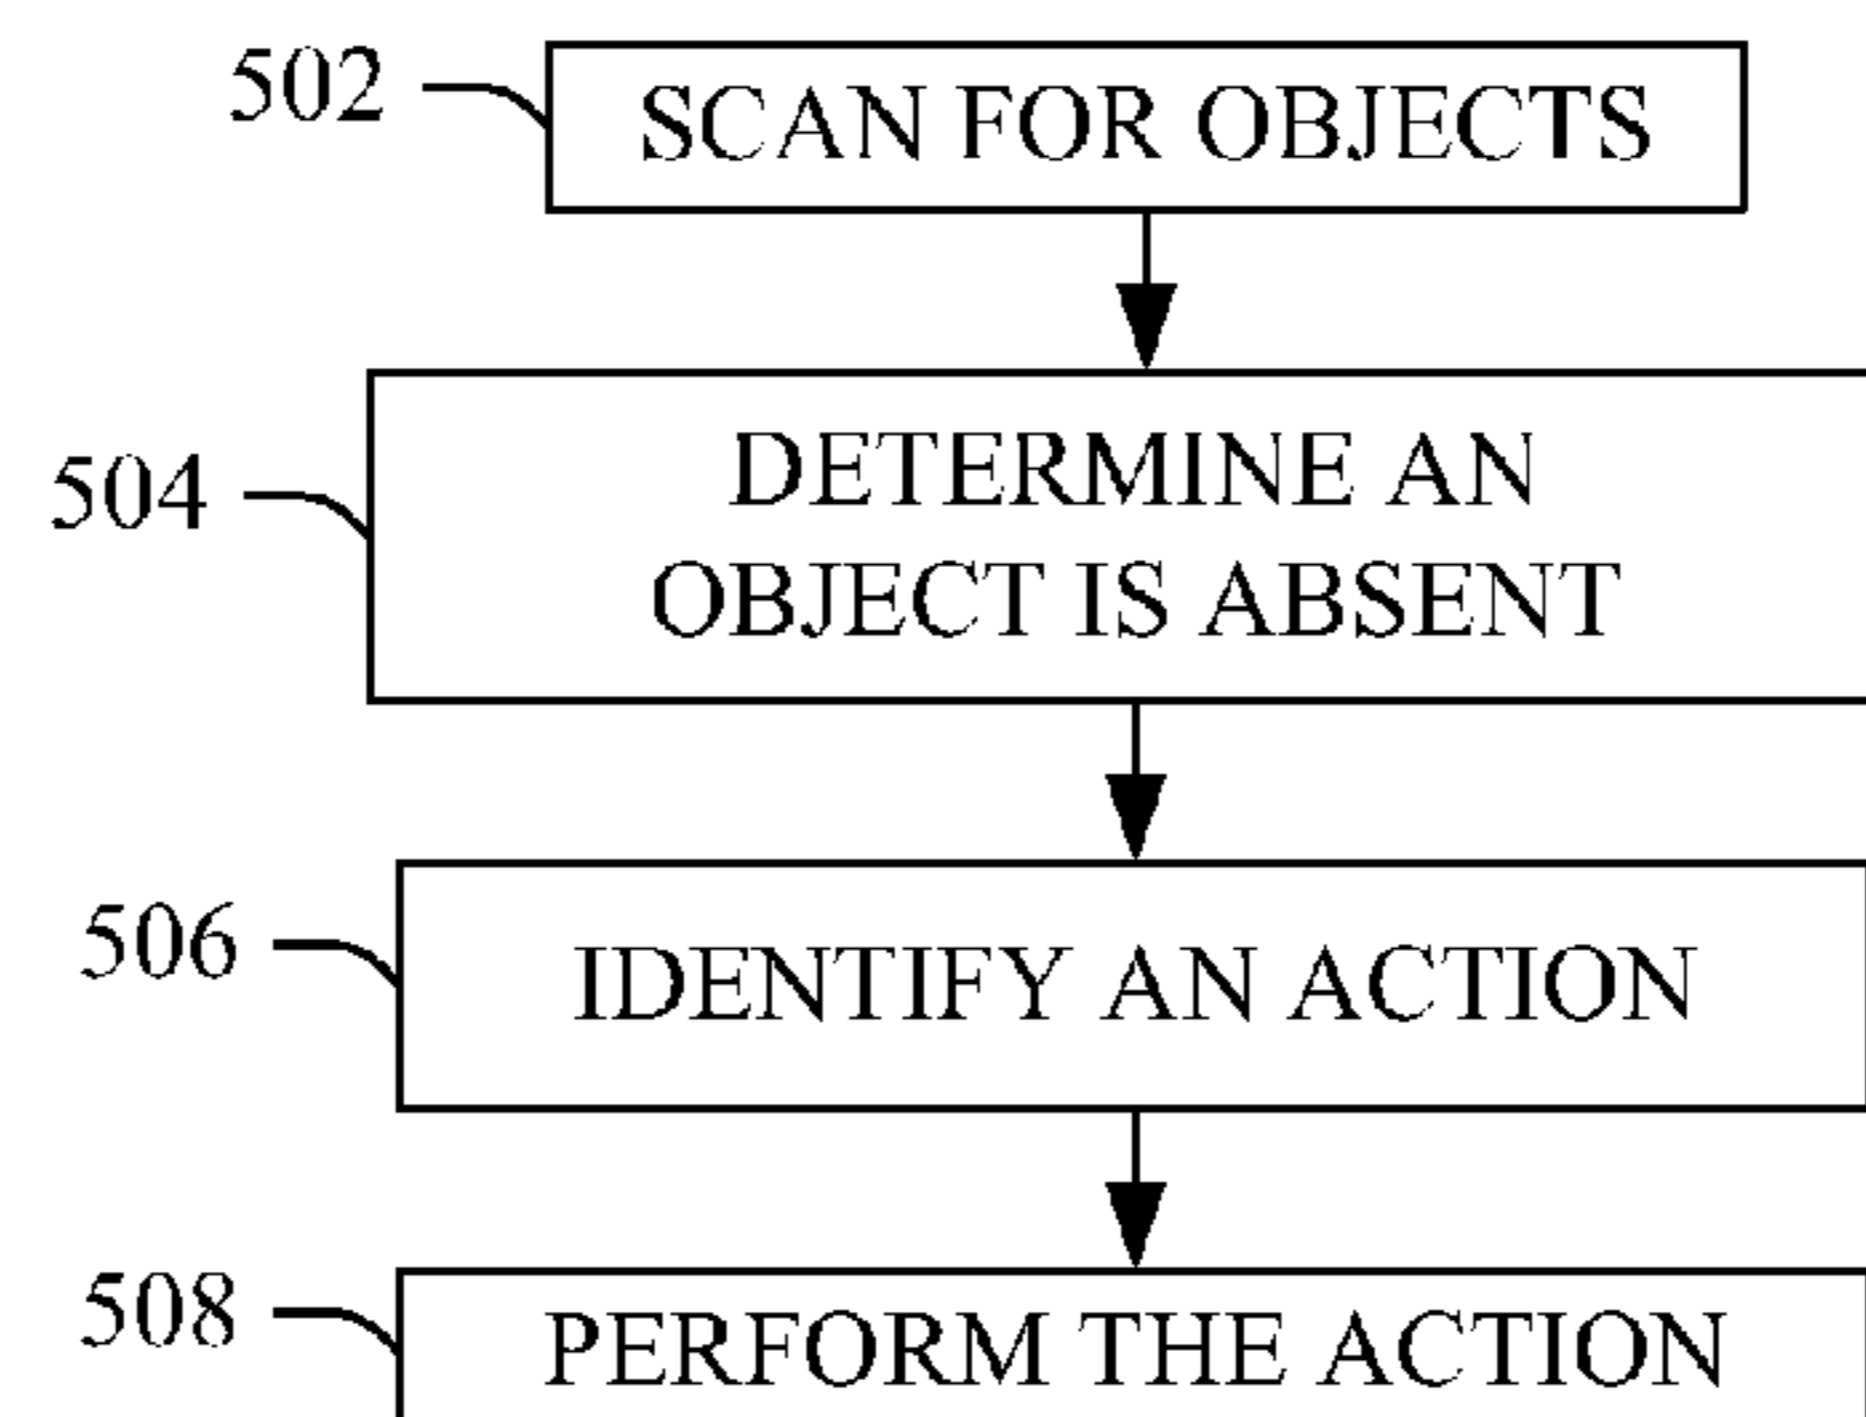 502
SCAN FOR OBJECTS
504
DETERMINE AN
OBJECT IS ABSENT
506
IDENTIFY AN ACTION
508
PERFORM THE ACTION